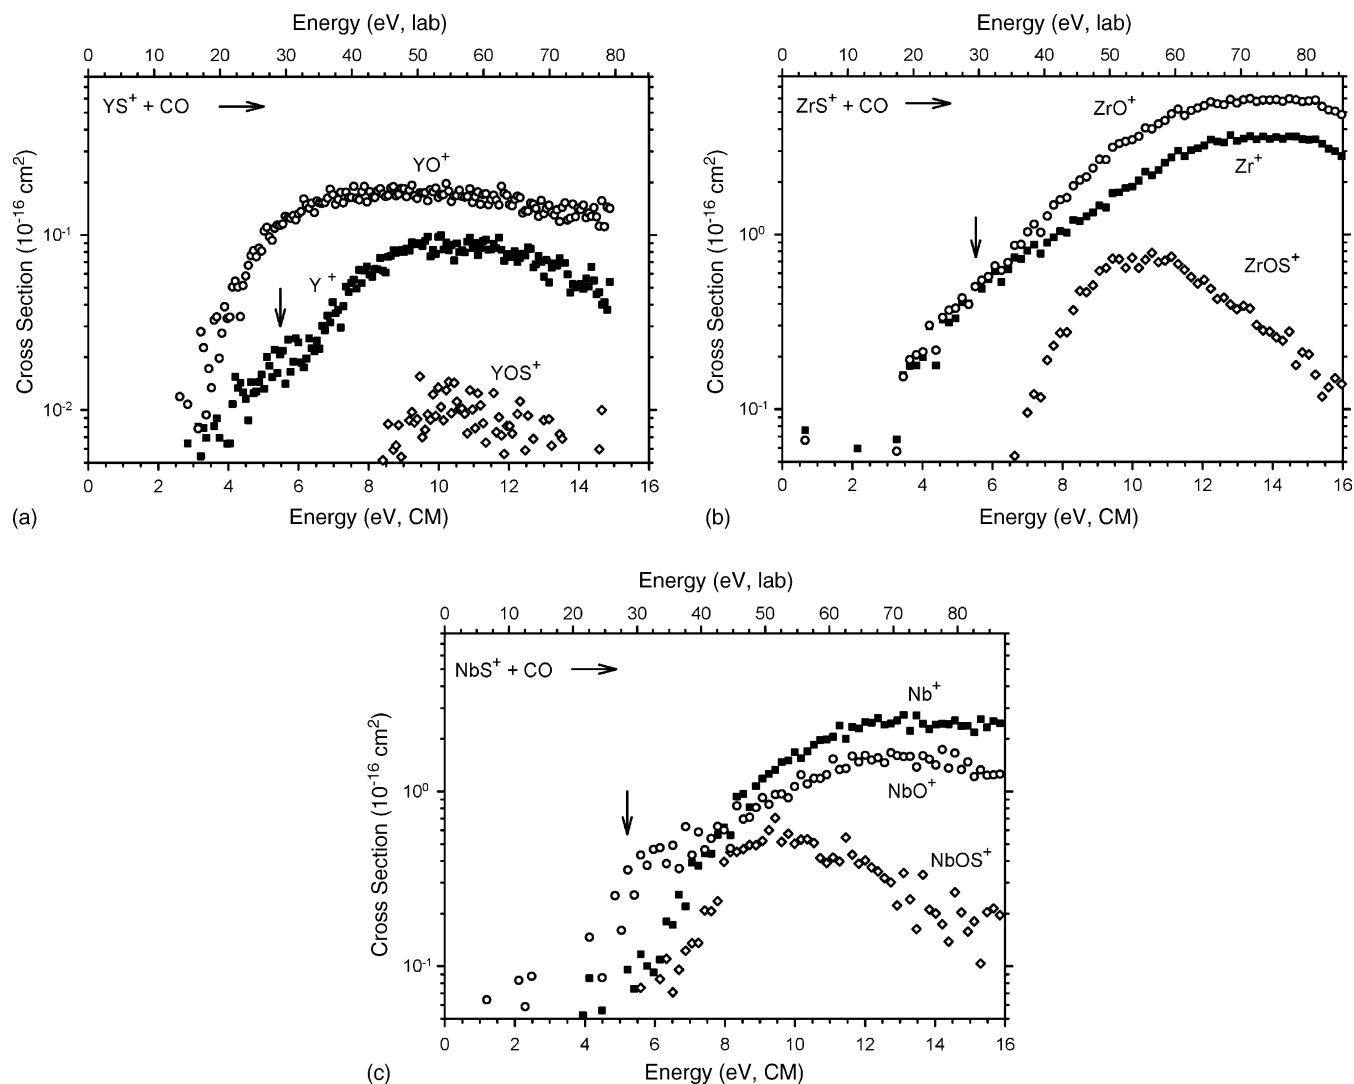 Energy (eV, lab)
0 10 20 30 40 50 60 70 80
YS+ + CO
YO+
Y +
YOS+
10-1
10-2
Cross Section (10-16 cm2)
0 2 4 6 8 10 12 14 16
(a)
Energy (eV, CM)
Energy (eV, lab)
0 10 20 30 40 50 60 70 80
ZrS+ + CO
ZrO+
Zr+
ZrOS+
100
10-1
Cross Section (10-16 cm2)
0 2 4 6 8 10 12 14 16
(b)
Energy (eV, CM)
Energy (eV, lab)
0 10 20 30 40 50 60 70 80
NbS+ + CO
Nb+
NbO+
NbOS+
100
10-1
Cross Section (10-16 cm2)
0 2 4 6 8 10 12 14 16
(c)
Energy (eV, CM)